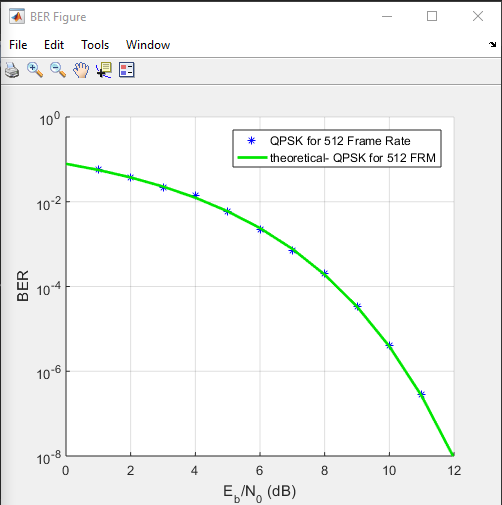 BER Figure
File Edit Tools Window
10^0
QPSK for 512 Frame Rate
theoretical- QPSK for 512 FRM
10^-2
BER
10^-4
10^-6
10^-8
0 2 4 6 8 10 12
E_b/N_0 (dB)